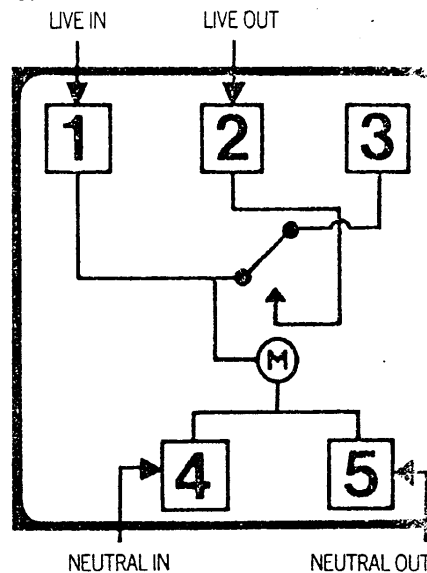 LIVE IN LIVE OUT
1 2 3
M
4 5
NEUTRAL IN NEUTRAL OUT